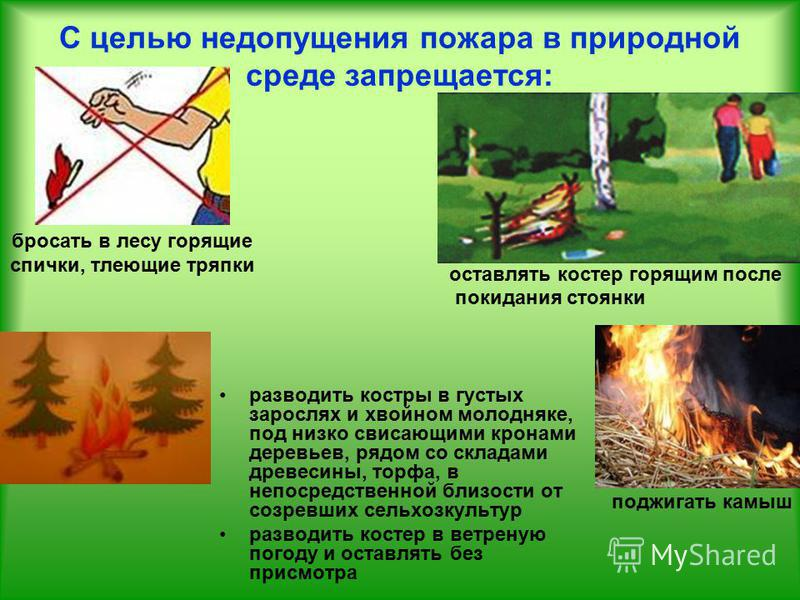 С целью недопущения пожара в природной
среде запрещается:
бросать в лесу горящие
спички, тлеющие тряпки
оставлять костер горящим после
покидания стоянки
• разводить костры в густых
зарослях и хвойном молодняке,
под низко свисающими кронами
деревьев, рядом со складами
древесины, торфа, в
непосредственной близости от
созревших сельхозкультур
• разводить костер в ветреную
погоду и оставлять без
присмотра
поджигать камыш
MyShared